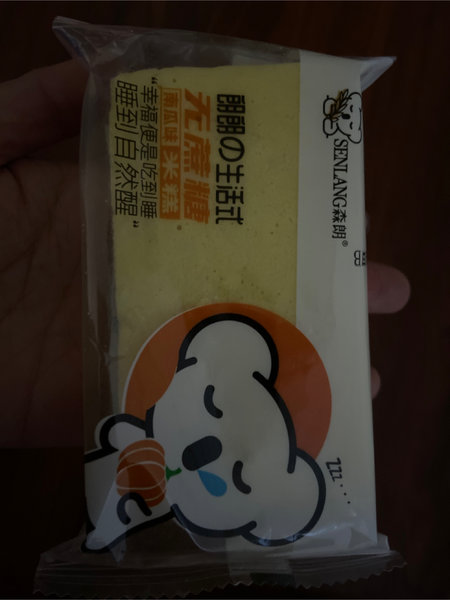 SENLANG森朗®
朗朗の生活式
无蔗糖
南瓜味 米糕
“幸福便是吃到睡
睡到自然醒”
zzz....